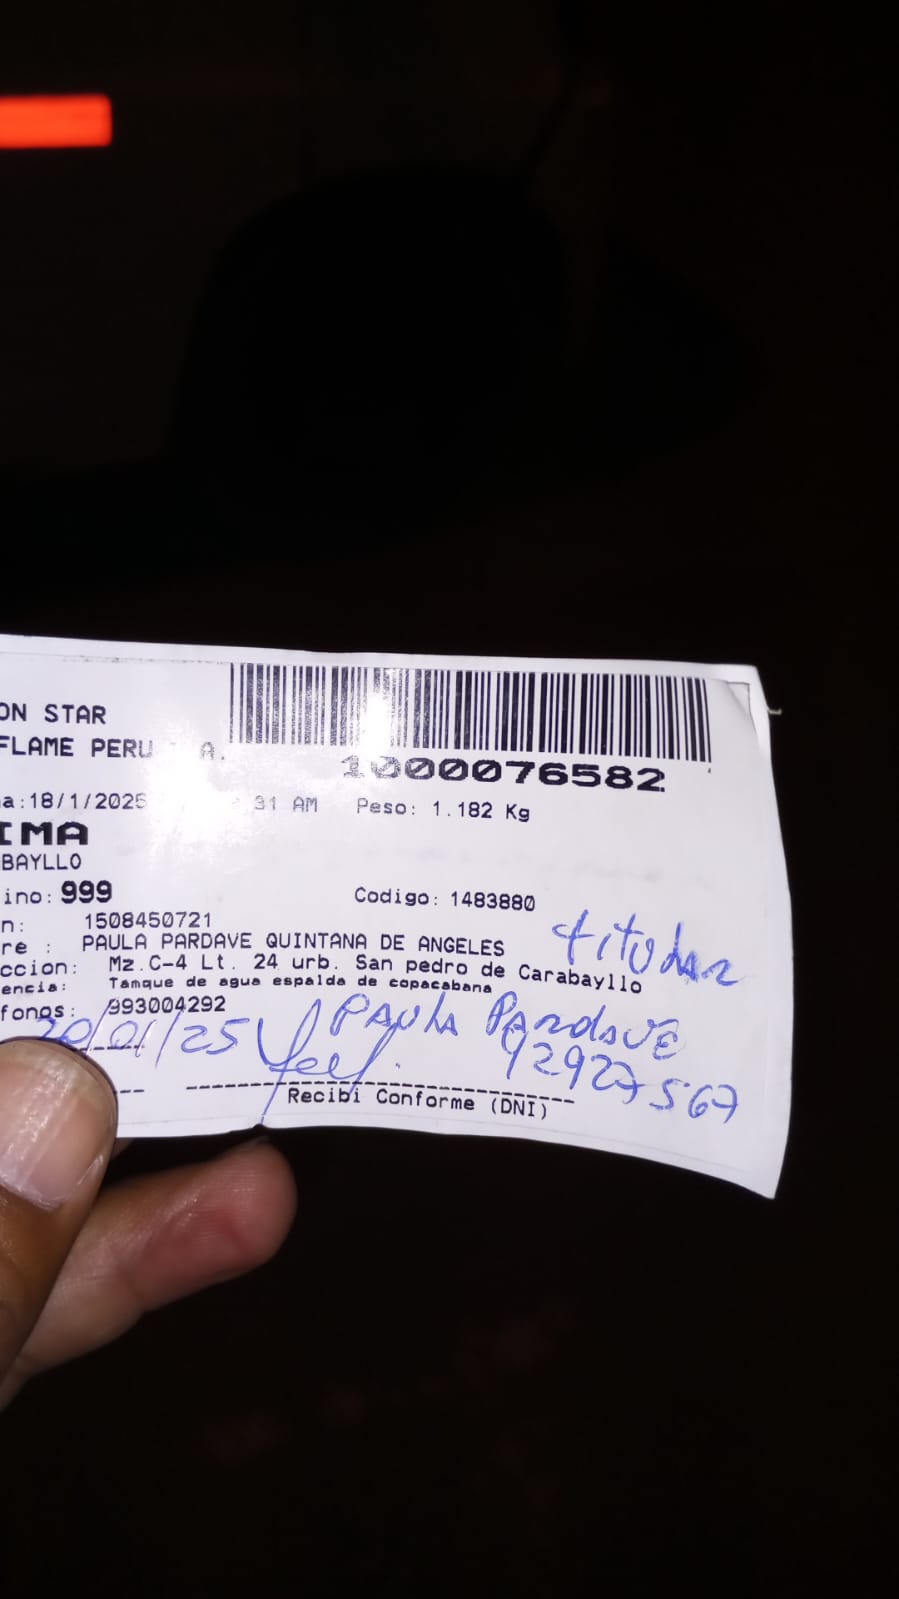 ON STAR
FLAME PERU A.
1000076582
a:18/1/2025 31 AM Peso: 1.182 Kg
IMA
BAYLLO
ino: 999 Codigo: 1483880
n: 1508450721
titular
re : PAULA PARDAVE QUINTANA DE ANGELES
ccion: Mz.C-4 Lt. 24 urb. San pedro de Carabayllo
encia: Tamque de agua espalda de copacabana
fonos: 993004292
20/01/25 PAULA PARDAVE
Recibi Conforme (DNI)